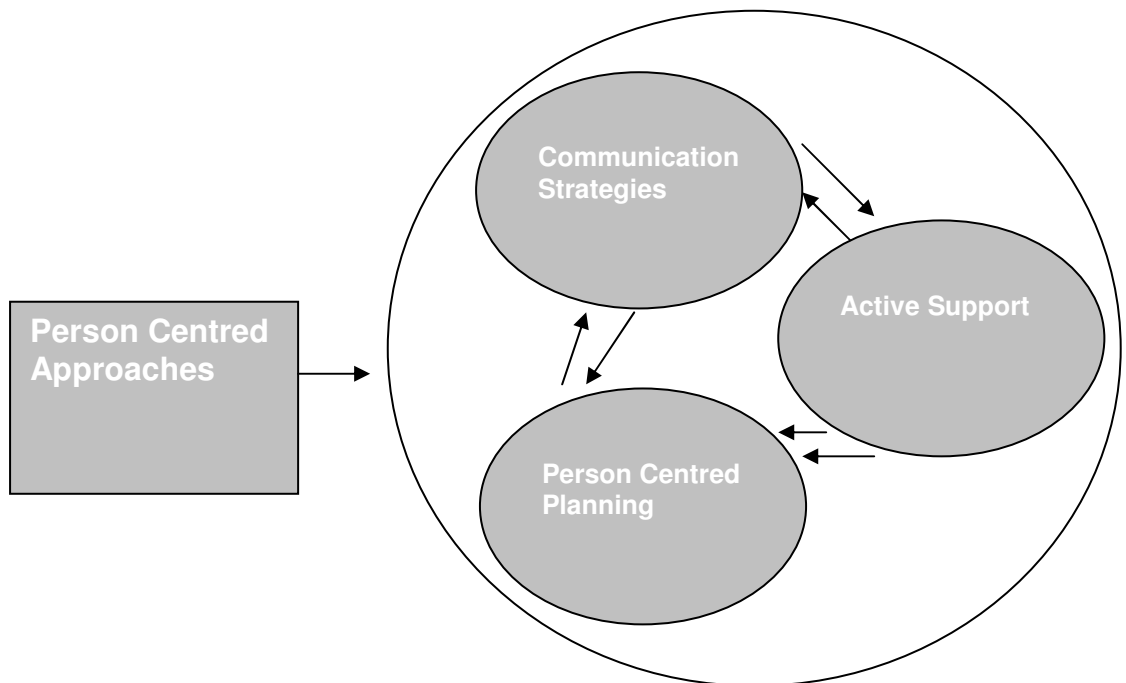 Communication
Strategies
Active Support
Person Centred
Approaches
Person Centred
Planning